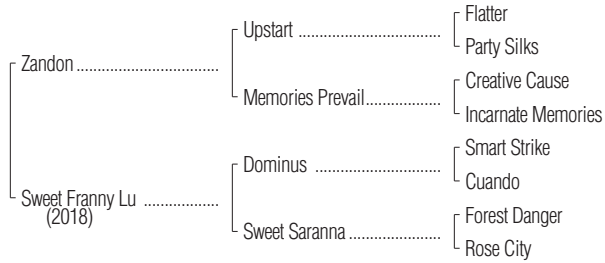 Flatter
Upstart
Party Silks
Zandon
Creative Cause
Memories Prevail
Incarnate Memories
Smart Strike
Dominus
Cuando
Sweet Franny Lu
(2018)
Forest Danger
Sweet Saranna
Rose City